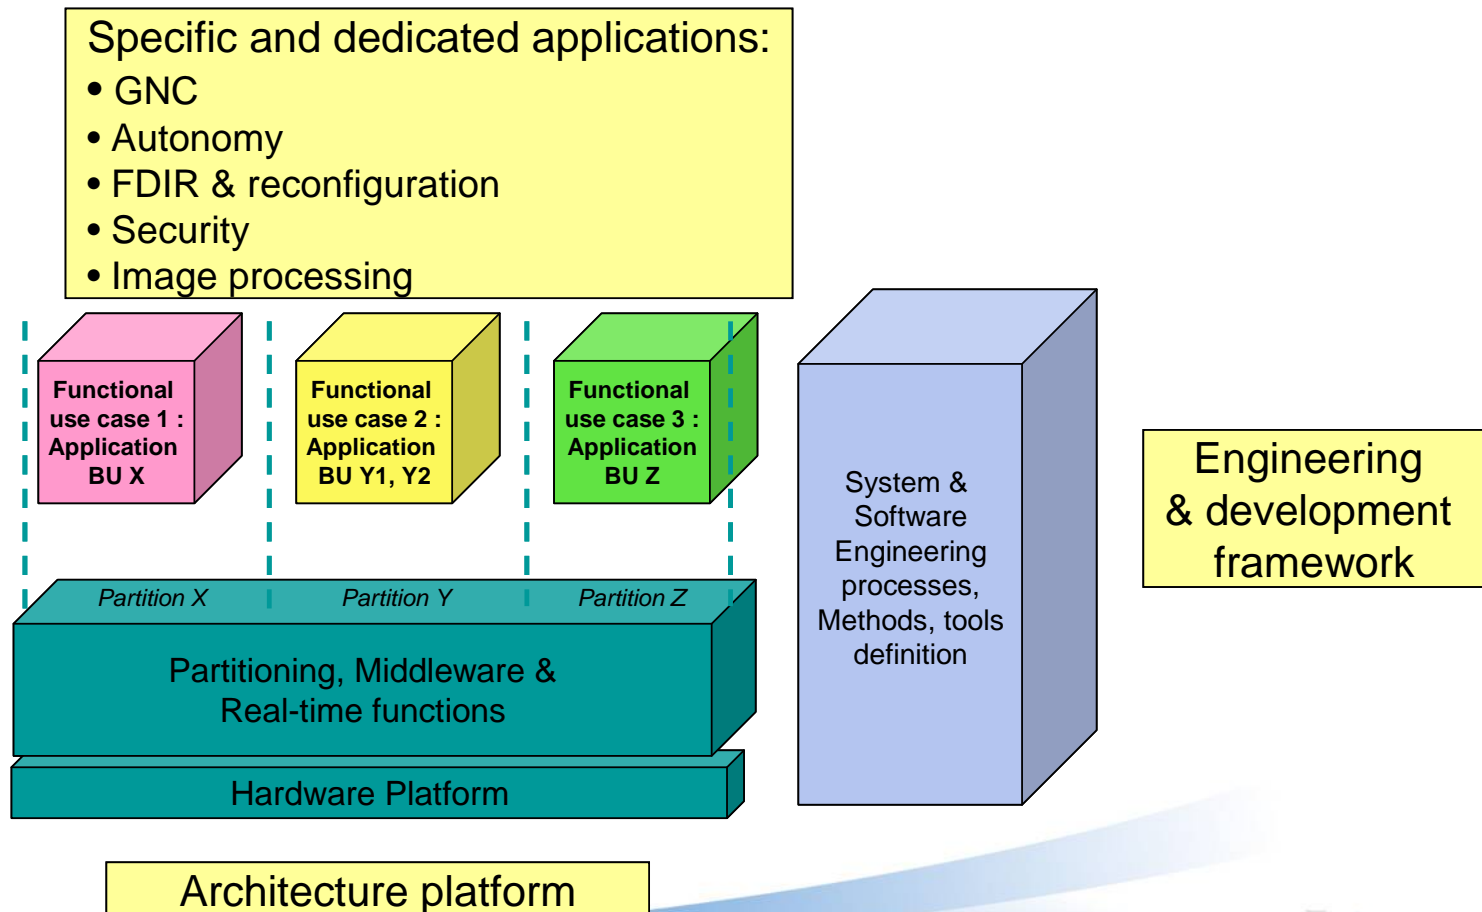 Specific and dedicated applications:
• GNC
• Autonomy
• FDIR & reconfiguration
• Security
• Image processing
Functional
use case 1 :
Application
BU X
Functional
use case 2 :
Application
BU Y1, Y2
Functional
use case 3 :
Application
BU Z
System &
Software
Engineering
processes,
Methods, tools
definition
Engineering
& development
framework
Partition X
Partition Y
Partition Z
Partitioning, Middleware &
Real-time functions
Hardware Platform
Architecture platform